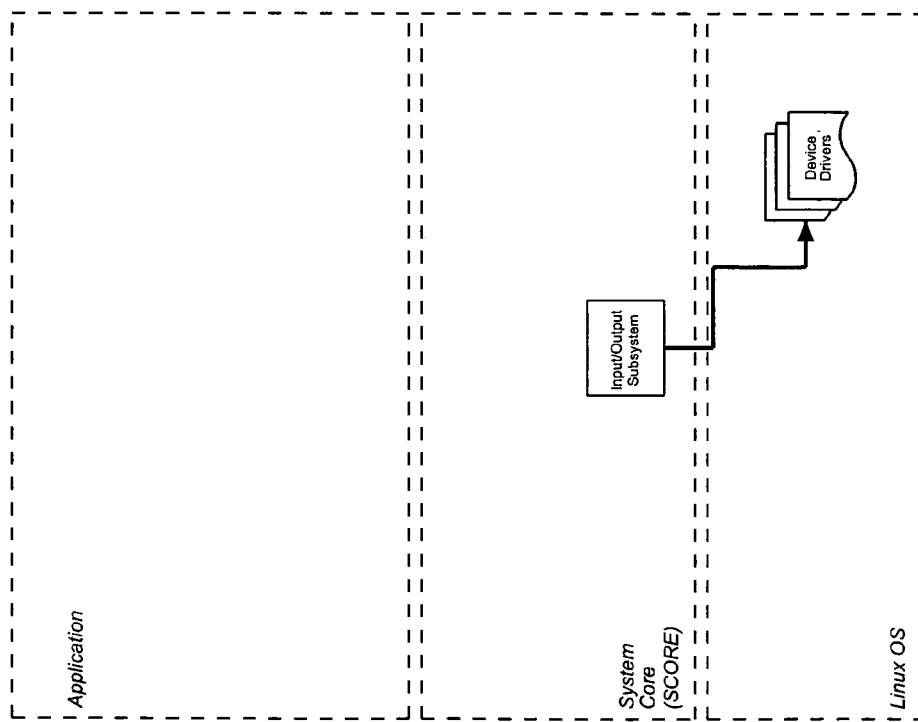 Application
System
Core
(SCORE)
Input/Output
Subsystem
Linux OS
Device
Drivers